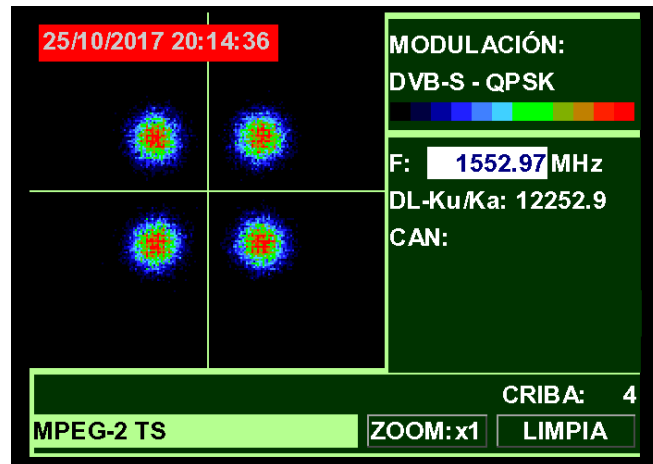 25/10/2017 20:14:36
MODULACIÓN:
DVB-S - QPSK
F: 1552.97 MHz
DL-Ku/Ka: 12252.9
CAN:
CRIBA: 4
MPEG-2 TS
ZOOM: x1
LIMPIA